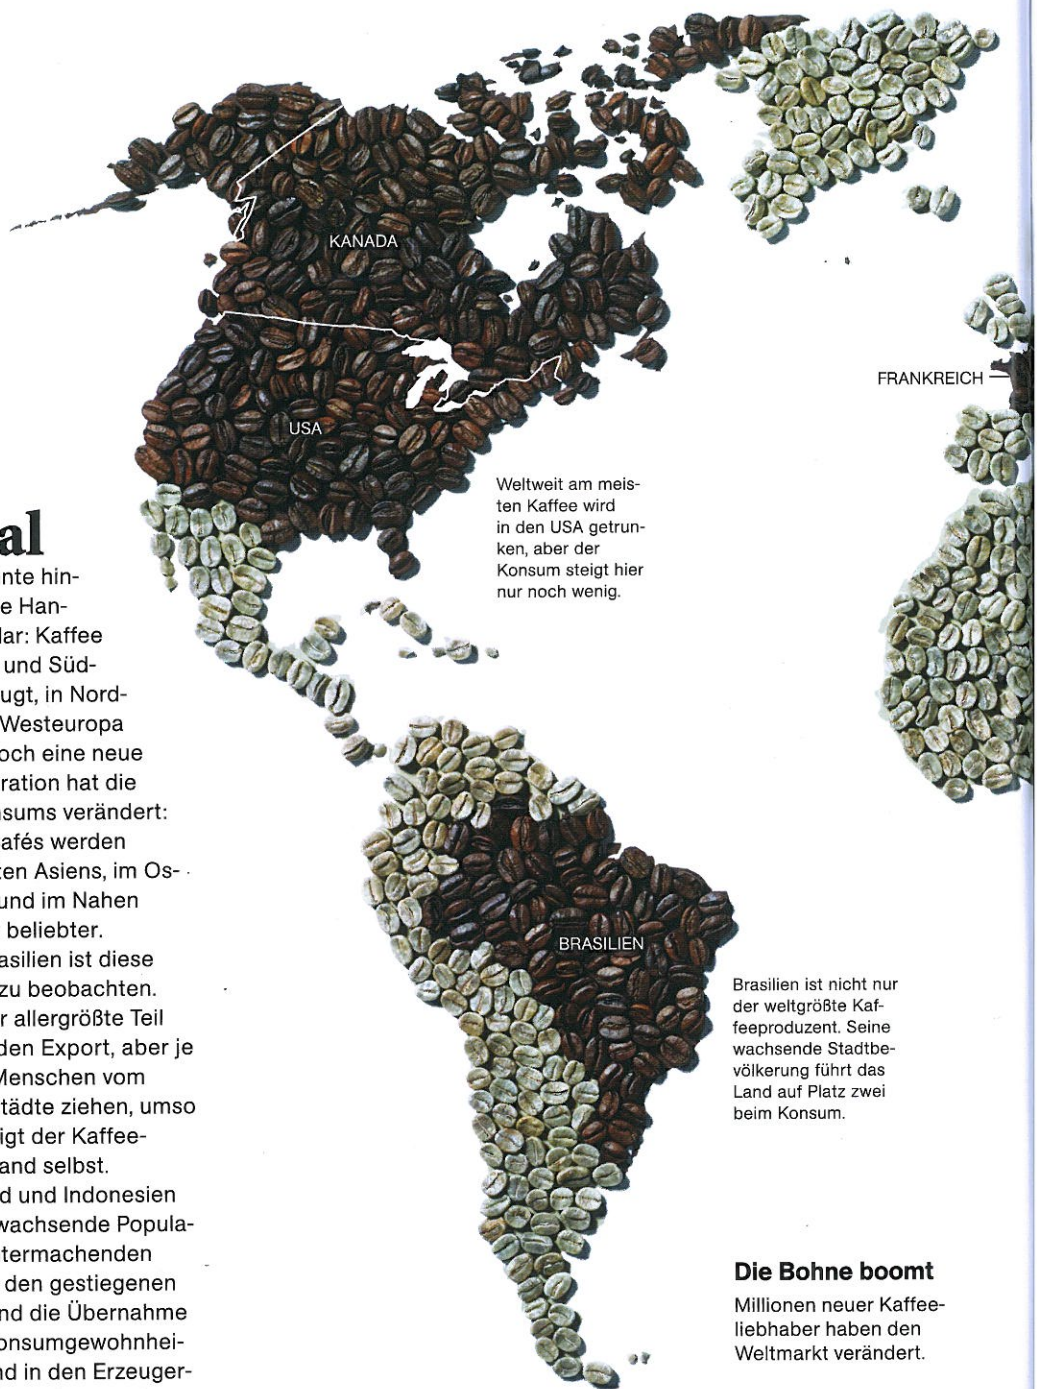 al
nte hin-
e Han-
lar: Kaffee
und Süd-
ugt, in Nord-
Westeuropa
och eine neue
ration hat die
nsums verändert:
afés werden
ten Asiens, im Os-
und im Nahen
beliebter.
asilien ist diese
zu beobachten.
r allergrößte Teil
den Export, aber je
Menschen vom
tädte ziehen, umso
igt der Kaffee-
and selbst.
d und Indonesien
wachsende Popula-
termachenden
den gestiegenen
nd die Übernahme
onsumgewohnhei-
nd in den Erzeuger-
KANADA
USA
FRANKREICH
Weltweit am meis-
ten Kaffee wird
in den USA getrun-
ken, aber der
Konsum steigt hier
nur noch wenig.
BRASILIEN
Brasilien ist nicht nur
der weltgrößte Kaf-
feeproduzent. Seine
wachsende Stadtbe-
völkerung führt das
Land auf Platz zwei
beim Konsum.
Die Bohne boomt
Millionen neuer Kaffee-
liebhaber haben den
Weltmarkt verändert.